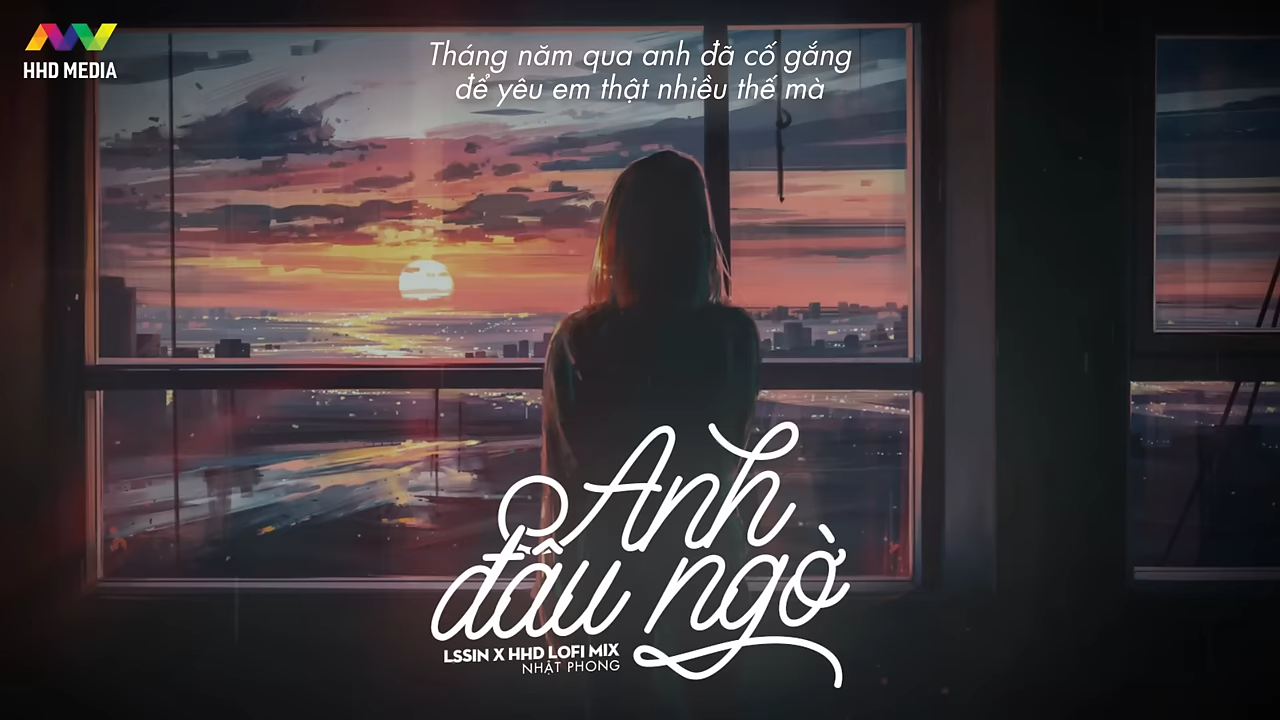 HHD MEDIA
Tháng năm qua anh đã cố gắng
để yêu em thật nhiều thế mà
Anh
đâu ngờ
LSSIN X HHD LOFI MIX
NHẬT PHONG